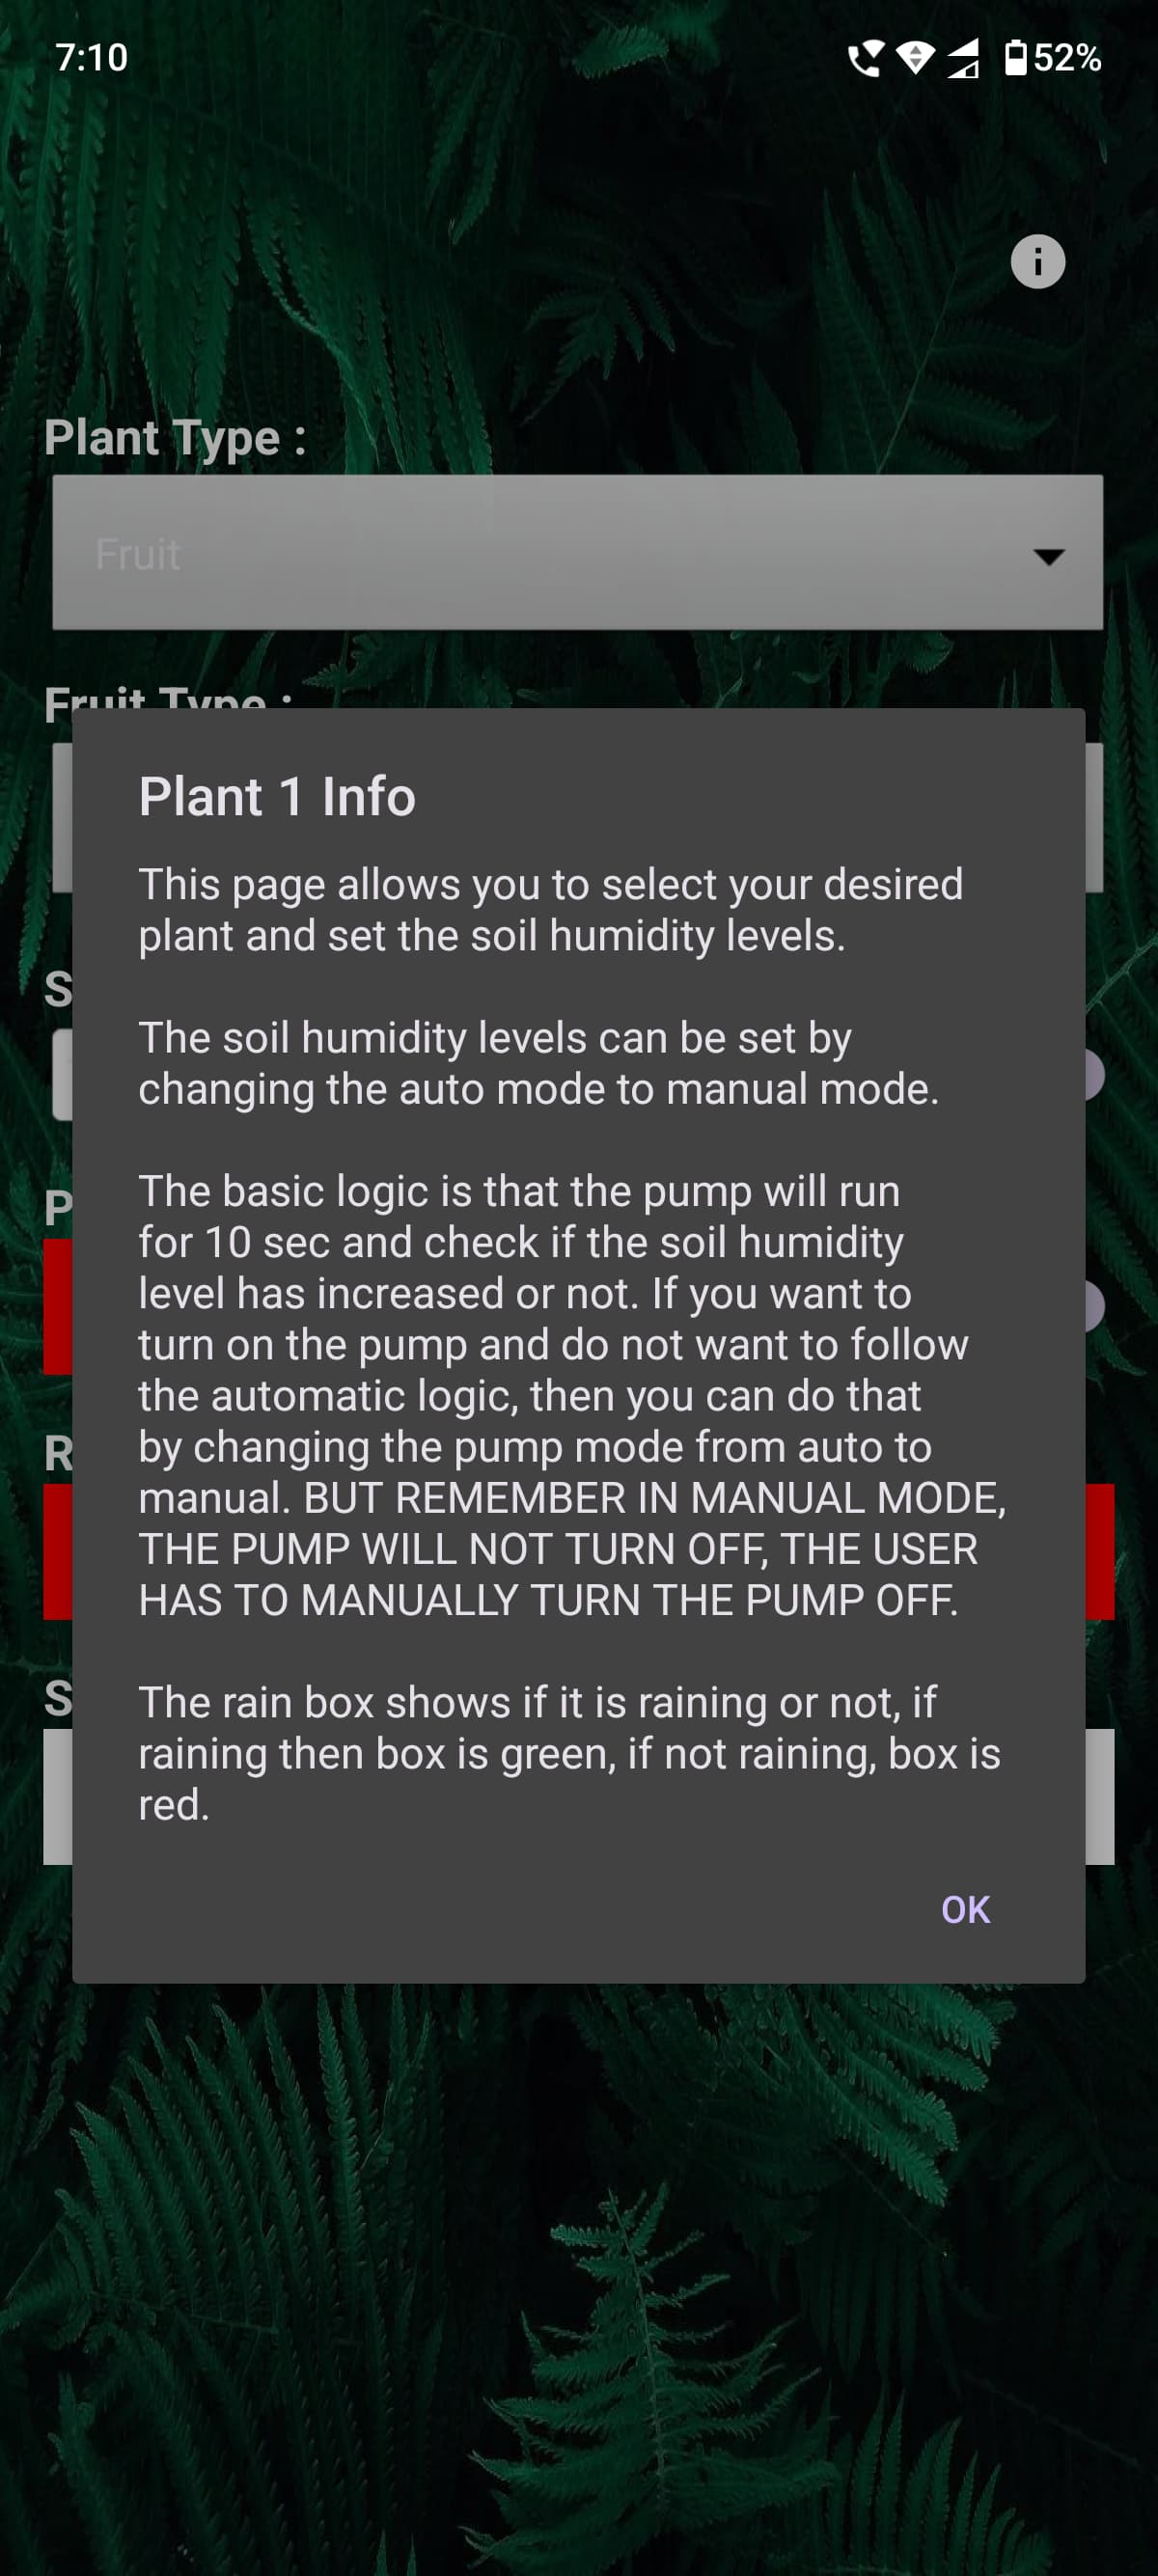 7:10
52%
Plant Type :
Fruit
Fruit Type :
Plant 1 Info
This page allows you to select your desired
plant and set the soil humidity levels.
S
The soil humidity levels can be set by
changing the auto mode to manual mode.
P
The basic logic is that the pump will run
for 10 sec and check if the soil humidity
level has increased or not. If you want to
turn on the pump and do not want to follow
the automatic logic, then you can do that
by changing the pump mode from auto to
R
manual. BUT REMEMBER IN MANUAL MODE,
THE PUMP WILL NOT TURN OFF, THE USER
HAS TO MANUALLY TURN THE PUMP OFF.
S
The rain box shows if it is raining or not, if
raining then box is green, if not raining, box is
red.
OK